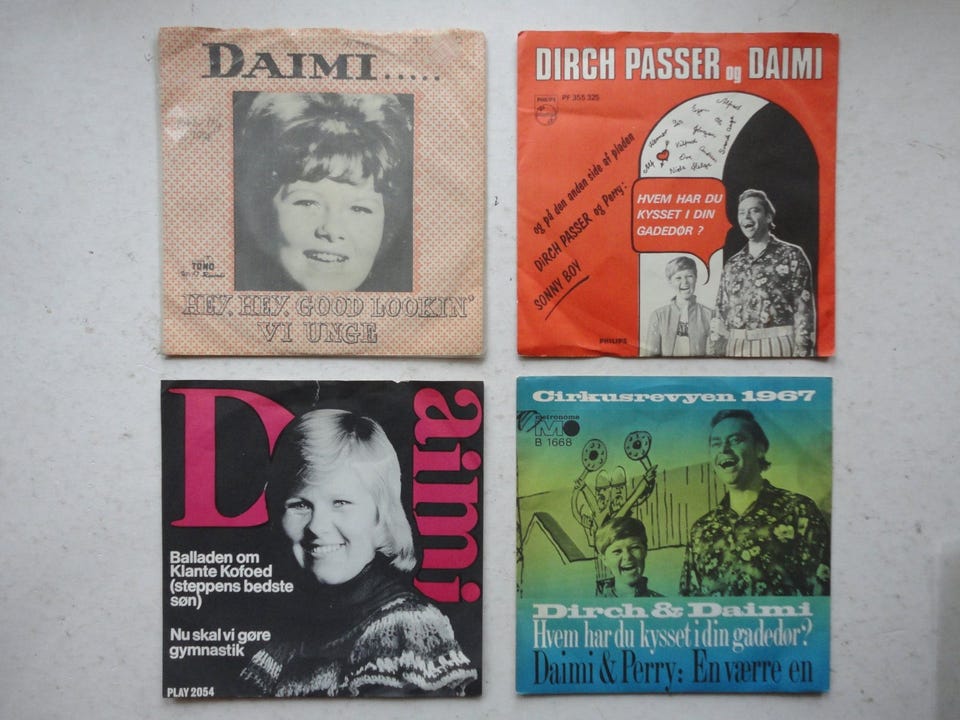 DAIMI.....
TONO
HEY, HEY, GOOD LOOKIN'
VI UNGE
DIRCH PASSER og DAIMI
PHILIPS
PF 355 325
og på den anden side af pladen
DIRCH PASSER og Perry:
SONNY BOY
Alfred
HVEM HAR DU
KYSSET I DIN
GADEDØR ?
PHILIPS
Daimi
Balladen om
Klante Kofoed
(steppens bedste
søn)
Nu skal vi gøre
gymnastik
PLAY 2054
Cirkusrevyen 1967
metronome
B 1668
Dirch & Daimi
Hvem har du kysset i din gadedør?
Daimi & Perry: En værre en